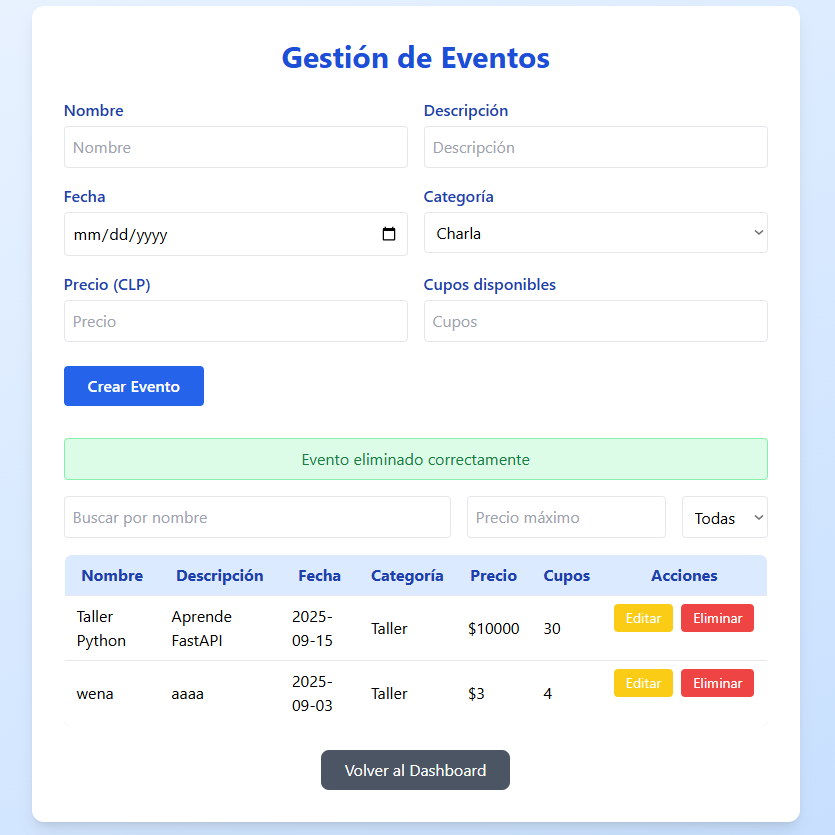 Gestión de Eventos
Nombre
Descripción
Nombre
Descripción
Fecha
Categoría
mm/dd/yyyy
Charla
Precio (CLP)
Cupos disponibles
Precio
Cupos
Crear Evento
Evento eliminado correctamente
Buscar por nombre
Precio máximo
Todas
Nombre Descripción Fecha Categoría Precio Cupos Acciones
Taller
Python
Aprende
FastAPI
2025-
09-15
Taller
$10000
30
Editar
Eliminar
wena
aaaa
2025-
09-03
Taller
$3
4
Editar
Eliminar
Volver al Dashboard